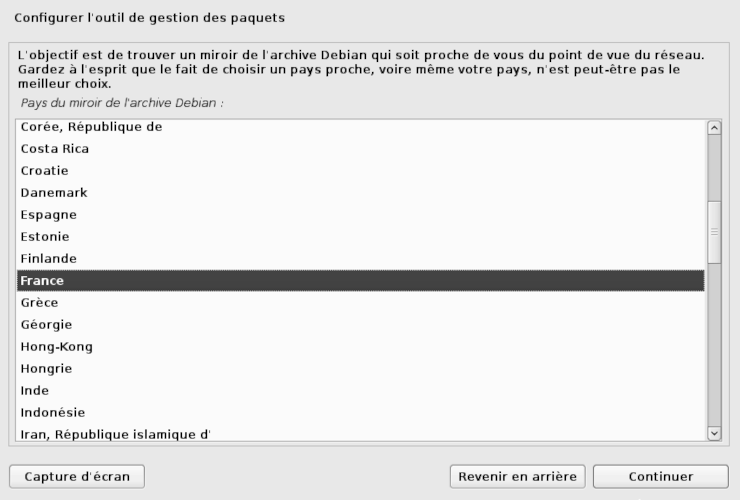 Configurer l'outil de gestion des paquets
L'objectif est de trouver un miroir de l'archive Debian qui soit proche de vous du point de vue du réseau.
Gardez à l'esprit que le fait de choisir un pays proche, voire même votre pays, n'est peut-être pas le
meilleur choix.
Pays du miroir de l'archive Debian :
Corée, République de
Costa Rica
Croatie
Danemark
Espagne
Estonie
Finlande
France
Grèce
Géorgie
Hong-Kong
Hongrie
Inde
Indonésie
Iran, République islamique d'
Capture d'écran
Revenir en arrière
Continuer